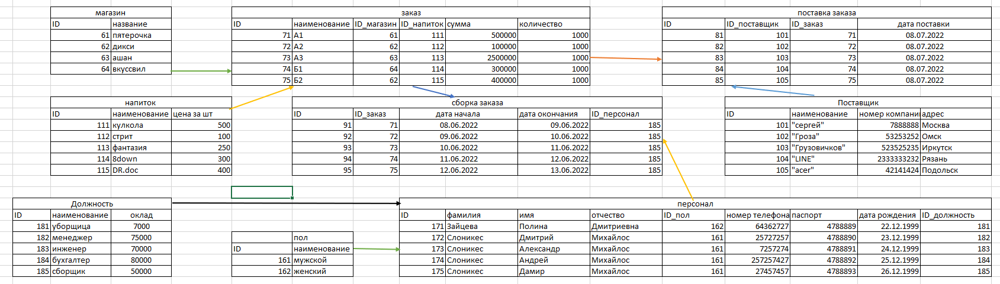 магазин заказ поставка заказа
ID название ID наименование ID_магазин ID_напиток сумма количество ID ID_поставщик ID_заказ дата поставки
61 пятерочка 71 А1 61 111 500000 1000 81 101 71 08.07.2022
62 дикси 72 А2 62 112 100000 1000 82 102 72 08.07.2022
63 ашан 73 А3 63 113 2500000 1000 83 103 73 08.07.2022
64 вкуссвил 74 Б1 64 114 300000 1000 84 104 74 08.07.2022
75 Б2 62 115 400000 1000 85 105 75 08.07.2022
напиток сборка заказа Поставщик
ID наименование цена за шт ID ID_заказ дата начала дата окончания ID_персонал ID наименование номер компани адрес
111 кулкола 500 91 71 08.06.2022 09.06.2022 185 101 "сергей" 7888888 Москва
112 стрит 100 92 72 09.06.2022 10.06.2022 185 102 "Гроза" 53253252 Омск
113 фантазия 250 93 73 10.06.2022 11.06.2022 185 103 "Грузовичков" 523525235 Иркутск
114 8down 300 94 74 11.06.2022 12.06.2022 185 104 "LINE" 2333333232 Рязань
115 DR.doc 400 95 75 12.06.2022 13.06.2022 185 105 "acer" 42141424 Подольск
Должность персонал
ID наименование оклад ID фамилия имя отчество ID_пол номер телефона паспорт дата рождения ID_должность
181 уборщица 7000 171 Зайцева Полина Дмитриевна 162 64362727 4788889 22.12.1999 181
182 менеджер 75000 пол 172 Слоникес Дмитрий Михайлос 161 25727257 4788890 23.12.1999 182
183 инженер 70000 ID наименование 173 Слоникес Александр Михайлос 161 7257274 4788891 24.12.1999 183
184 бухгалтер 80000 161 мужской 174 Слоникес Андрей Михайлос 161 257257427 4788892 25.12.1999 184
185 сборщик 50000 162 женский 175 Слоникес Дамир Михайлос 161 27457457 4788893 26.12.1999 185